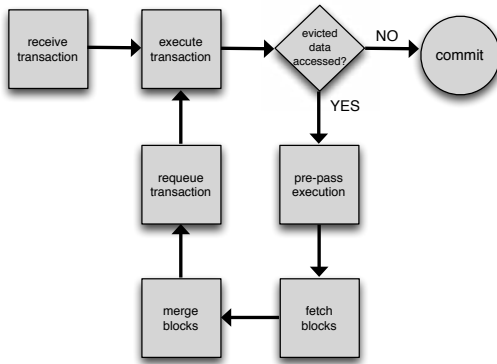 receive
transaction
execute
transaction
evicted
data
accessed?
NO
commit
YES
requeue
transaction
pre-pass
execution
merge
blocks
fetch
blocks